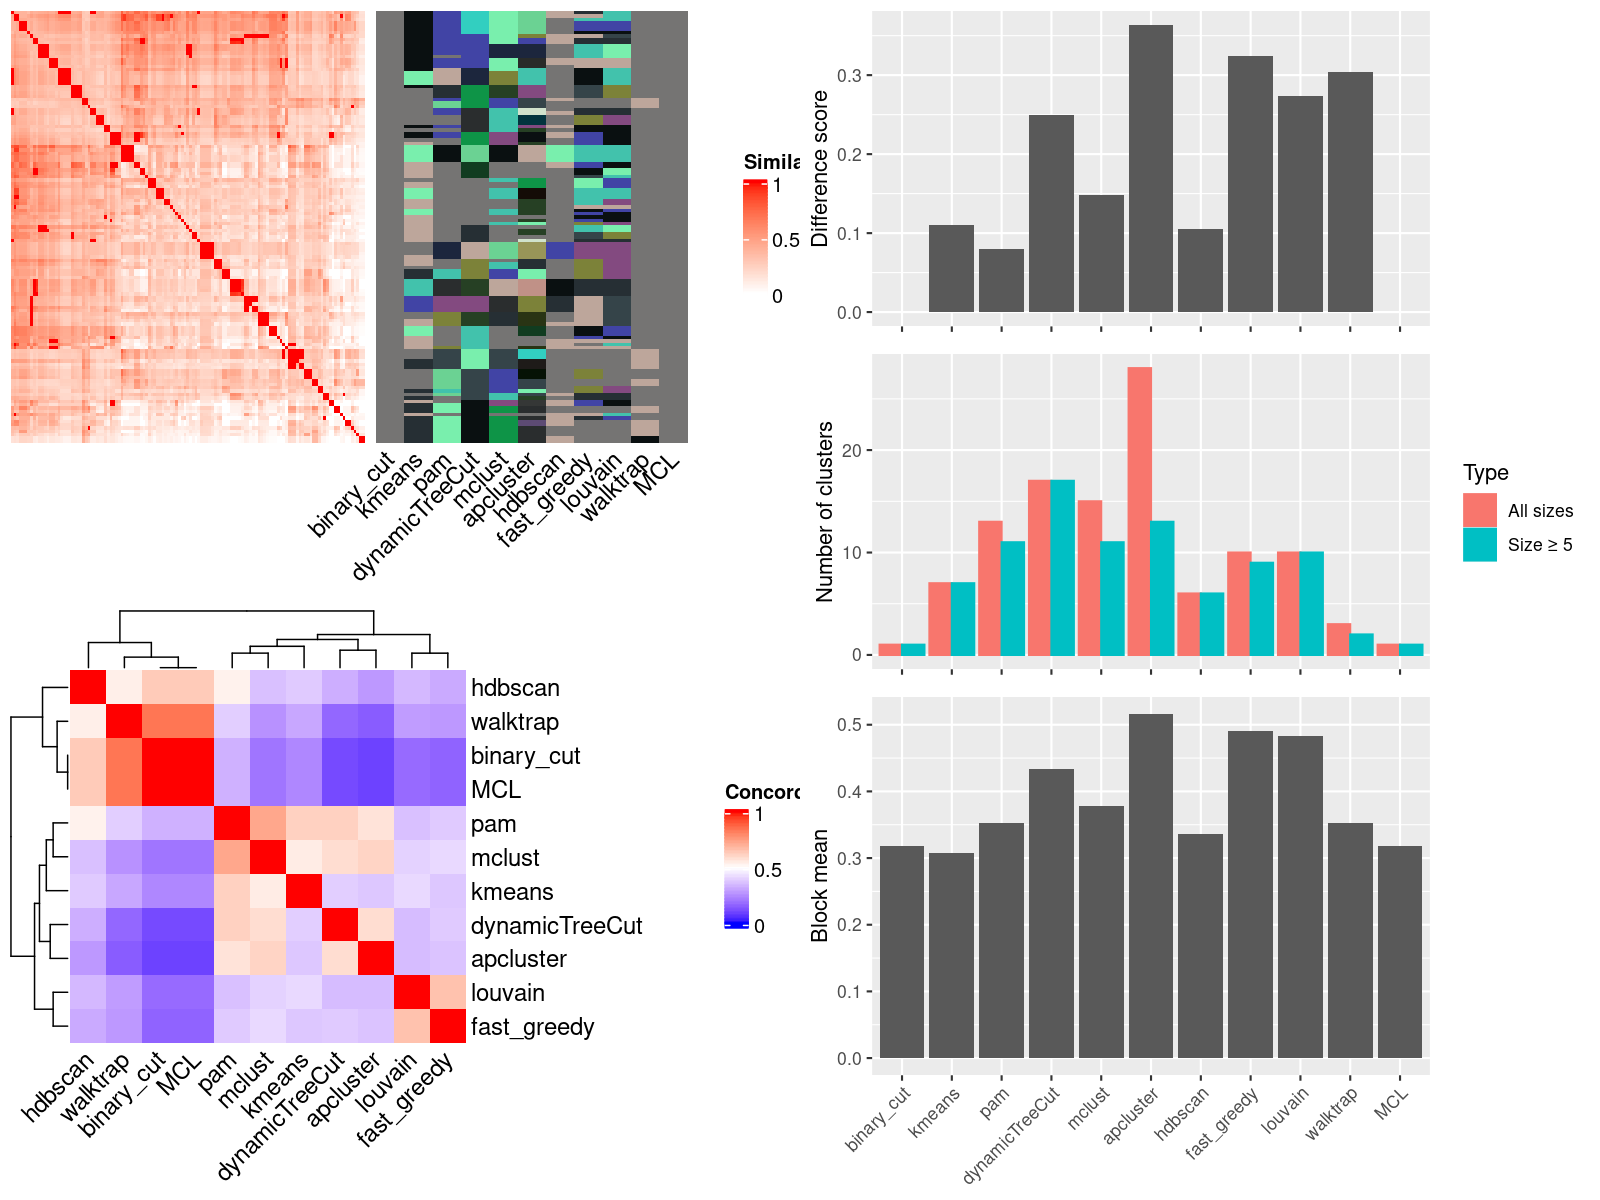 Simila
1
0.5
0
binary_cut
kmeans
pam
dynamicTreeCut
mclust
apcluster
hdbscan
fast_greedy
louvain
walktrap
MCL
hdbscan
walktrap
binary_cut
MCL
pam
mclust
kmeans
dynamicTreeCut
apcluster
louvain
fast_greedy
Concord
1
0.5
0
hdbscan
walktrap
binary_cut
MCL
pam
mclust
kmeans
dynamicTreeCut
apcluster
louvain
fast_greedy
Difference score
0.3
0.2
0.1
0.0
Number of clusters
20
10
0
Type
All sizes
Size ≥ 5
Block mean
0.5
0.4
0.3
0.2
0.1
0.0
binary_cut
kmeans
pam
dynamicTreeCut
mclust
apcluster
hdbscan
fast_greedy
louvain
walktrap
MCL